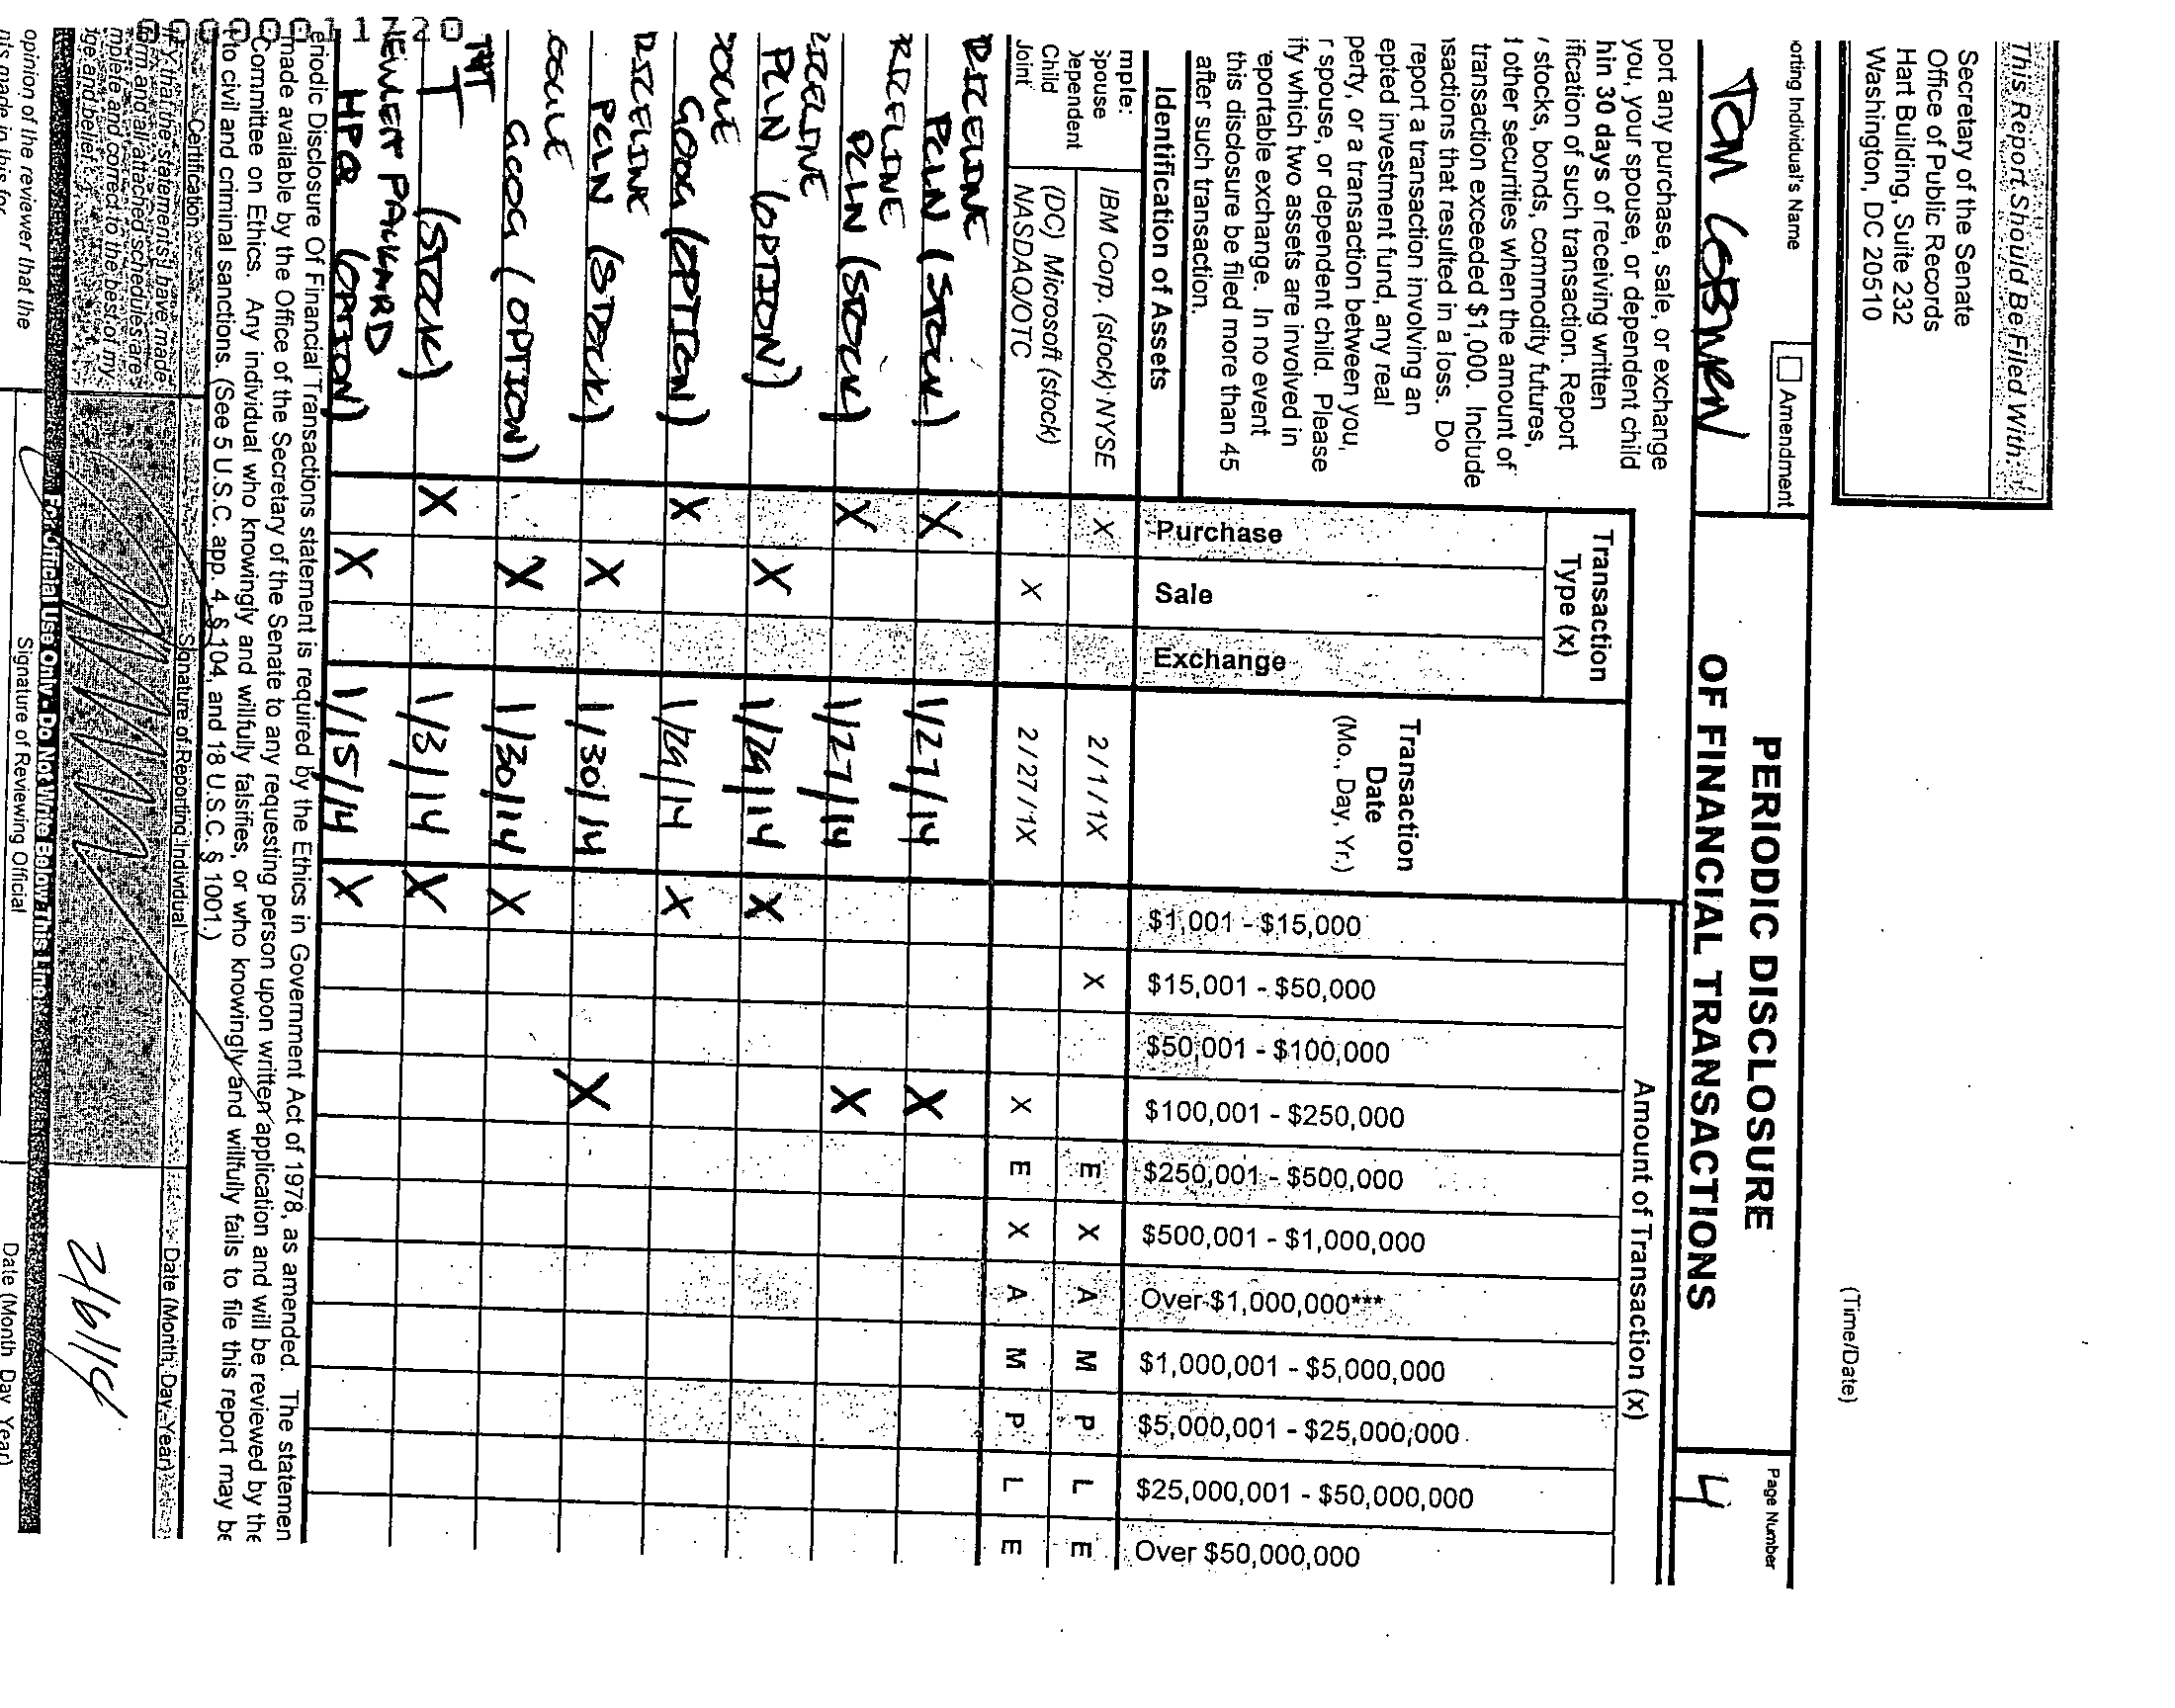 This Report Should Be Filed With:
Secretary of the Senate
Office of Public Records
Hart Building, Suite 232
Washington, DC 20510
(Time/Date)
orting Individual's Name
Amendment
PERIODIC DISCLOSURE
OF FINANCIAL TRANSACTIONS
Page Number
TOM COBURN
4
port any purchase, sale, or exchange
you, your spouse, or dependent child
hin 30 days of receiving written
ification of such transaction. Report
stocks, bonds, commodity futures,
other securities when the amount of
transaction exceeded $1,000. Include
nsactions that resulted in a loss. Do
report a transaction involving an
epted investment fund, any real
perty, or a transaction between you,
r spouse, or dependent child. Please
ify which two assets are involved in
reportable exchange. In no event
this disclosure be filed more than 45
after such transaction.
Identification of Assets
Transaction
Type (x)
Purchase
Sale
Exchange
Transaction
Date
(Mo., Day, Yr.)
Amount of Transaction (x)
$1,001 - $15,000
$15,001 - $50,000
$50,001 - $100,000
$100,001 - $250,000
$250,001 - $500,000
$500,001 - $1,000,000
Over $1,000,000***
$1,000,001 - $5,000,000
$5,000,001 - $25,000,000
$25,000,001 - $50,000,000
Over $50,000,000
mple:
Spouse
Dependent
Child
Joint
IBM Corp. (stock) NYSE X 2/1/1X X E X A M P L E
(DC) Microsoft (stock)
NASDAQ/OTC X 2/27/1X X E X A M P L E
RICELINE
PCLN (STOCK) X 1/27/14 X
RICELINE
PCLN (STOCK) X 1/27/14 X
RICELINE
PCLN (OPTION) X 1/29/14 X
OOGLE
GOOG (OPTION) X 1/29/14 X
RICELINE
PCLN (STOCK) X 1/30/14 X
OOGLE
GOOG (OPTION) X 1/30/14 X
T (STOCK) X 1/3/14 X
HEWLETT PACKARD
HPQ (OPTION) X 1/15/14 X
eriodic Disclosure Of Financial Transactions statement is required by the Ethics in Government Act of 1978, as amended. The statemen
made available by the Office of the Secretary of the Senate to any requesting person upon written application and will be reviewed by the
Committee on Ethics. Any individual who knowingly and willfully falsifies, or who knowingly and willfully fails to file this report may be
to civil and criminal sanctions. (See 5 U.S.C. app. 4, § 104, and 18 U.S.C. § 1001.)
Certification
Signature of Reporting Individual
Date (Month, Day, Year)
Y that the statements I have made
rm and all attached schedules are
mplete and correct to the best of my
ge and belief.
2/6/14
For Official Use Only - Do Not Write Below This Line
opinion of the reviewer that the
nts made in this for
Signature of Reviewing Official
Date (Month Day Year)